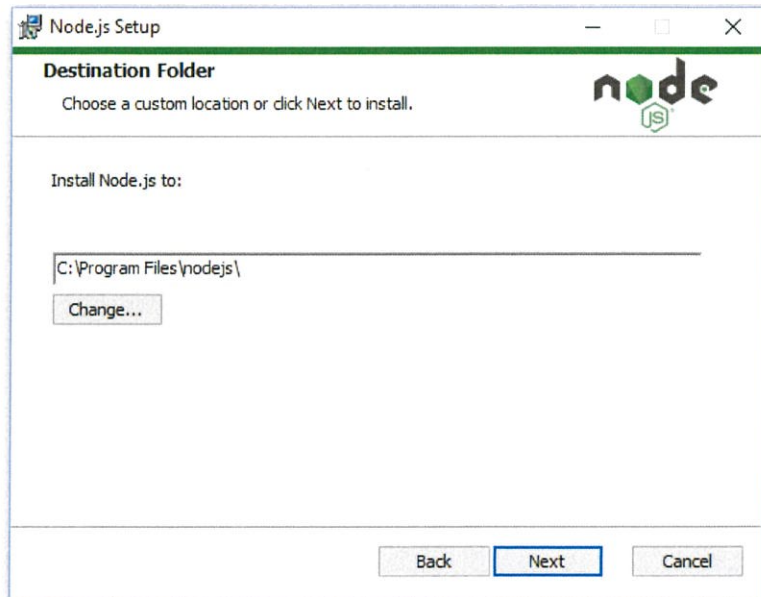 Node.js Setup
Destination Folder
Choose a custom location or click Next to install.
node
JS
Install Node.js to:
C:\Program Files\nodejs\
Change...
Back Next Cancel